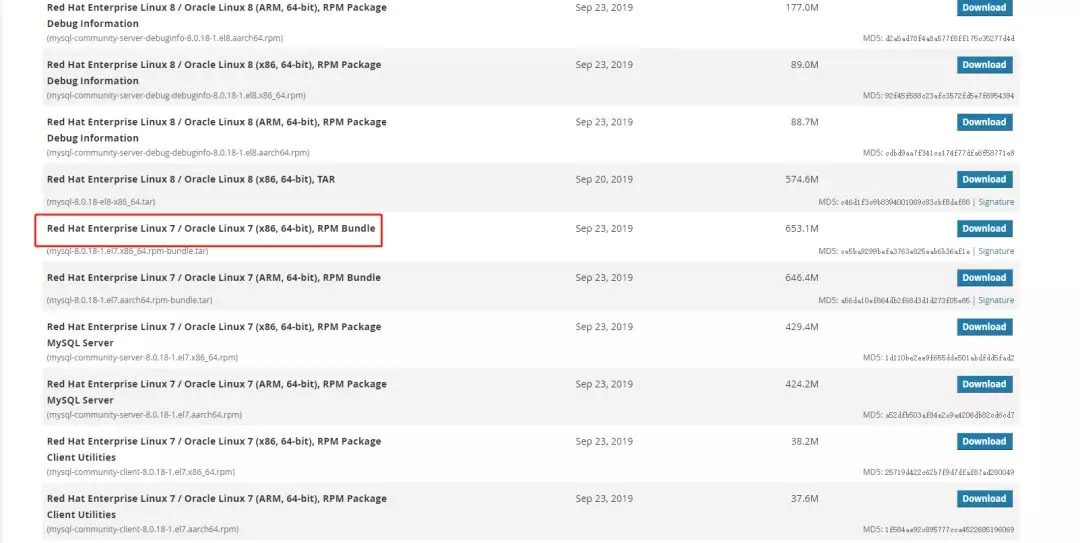 Red Hat Enterprise Linux 8 / Oracle Linux 8 (ARM, 64-bit), RPM Package Sep 23, 2019 177.0M Download
Debug Information
(mysql-community-server-debuginfo-8.0.18-1.el8.aarch64.rpm) MD5:
Red Hat Enterprise Linux 8 / Oracle Linux 8 (x86, 64-bit), RPM Package Sep 23, 2019 89.0M Download
Debug Information
(mysql-community-server-debug-debuginfo-8.0.18-1.el8.x86_64.rpm) MD5:
Red Hat Enterprise Linux 8 / Oracle Linux 8 (ARM, 64-bit), RPM Package Sep 23, 2019 88.7M Download
Debug Information
(mysql-community-server-debug-debuginfo-8.0.18-1.el8.aarch64.rpm) MD5:
Red Hat Enterprise Linux 8 / Oracle Linux 8 (x86, 64-bit), TAR Sep 20, 2019 574.6M Download
(mysql-8.0.18-el8-x86_64.tar) MD5: | Signature
Red Hat Enterprise Linux 7 / Oracle Linux 7 (x86, 64-bit), RPM Bundle Sep 23, 2019 653.1M Download
(mysql-8.0.18-1.el7.x86_64.rpm-bundle.tar) MD5: | Signature
Red Hat Enterprise Linux 7 / Oracle Linux 7 (ARM, 64-bit), RPM Bundle Sep 23, 2019 646.4M Download
(mysql-8.0.18-1.el7.aarch64.rpm-bundle.tar) MD5: | Signature
Red Hat Enterprise Linux 7 / Oracle Linux 7 (x86, 64-bit), RPM Package Sep 23, 2019 429.4M Download
MySQL Server
(mysql-community-server-8.0.18-1.el7.x86_64.rpm) MD5:
Red Hat Enterprise Linux 7 / Oracle Linux 7 (ARM, 64-bit), RPM Package Sep 23, 2019 424.2M Download
MySQL Server
(mysql-community-server-8.0.18-1.el7.aarch64.rpm) MD5:
Red Hat Enterprise Linux 7 / Oracle Linux 7 (x86, 64-bit), RPM Package Sep 23, 2019 38.2M Download
Client Utilities
(mysql-community-client-8.0.18-1.el7.x86_64.rpm) MD5:
Red Hat Enterprise Linux 7 / Oracle Linux 7 (ARM, 64-bit), RPM Package Sep 23, 2019 37.6M Download
Client Utilities
(mysql-community-client-8.0.18-1.el7.aarch64.rpm) MD5: